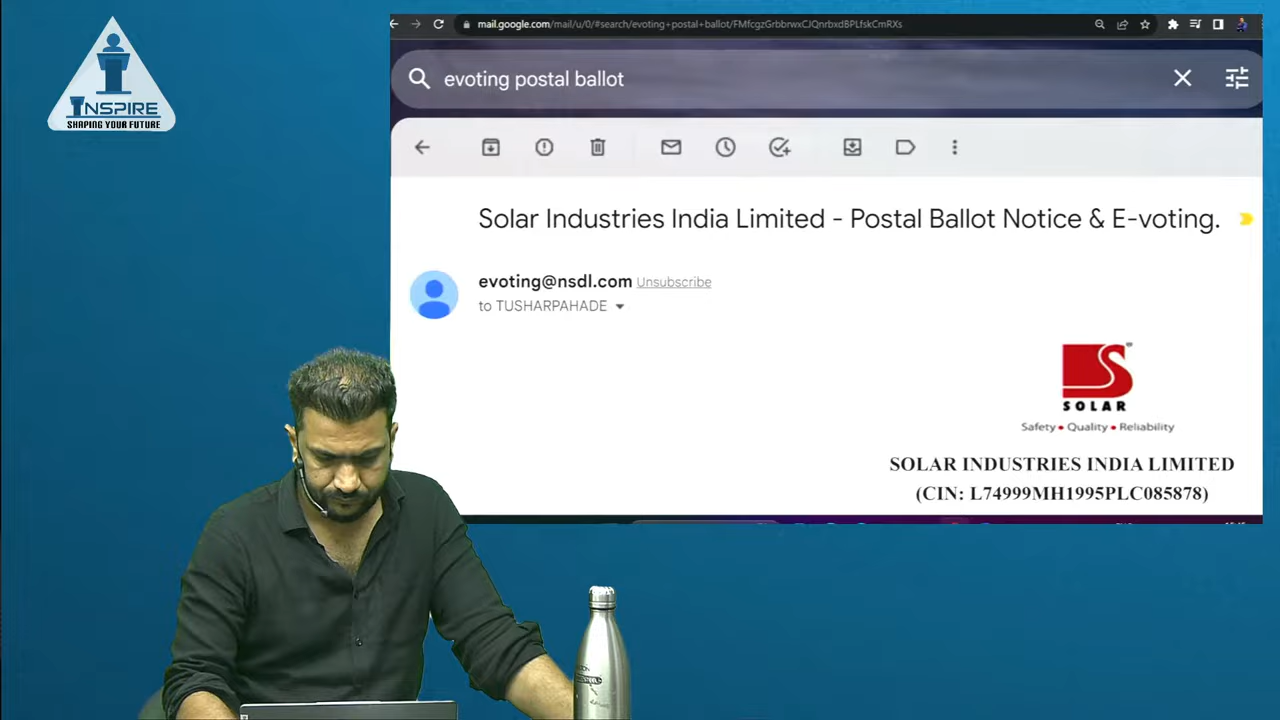 INSPIRE
SHAPING YOUR FUTURE
mail.google.com/mail/u/0/#search/evoting+postal+ballot/FMfcgzGrbbrwxCJQnrbxdBPLfskCmRXs
evoting postal ballot
Solar Industries India Limited - Postal Ballot Notice & E-voting.
evoting@nsdl.com Unsubscribe
to TUSHARPAHADE
SOLAR
Safety • Quality • Reliability
SOLAR INDUSTRIES INDIA LIMITED
(CIN: L74999MH1995PLC085878)